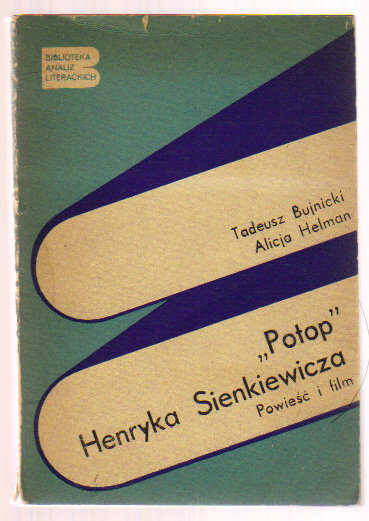 BIBLIOTEKA
ANALIZ
LITERACKICH
Tadeusz Bujnicki
Alicja Helman
„Potop”
Henryka Sienkiewicza
Powieść i film